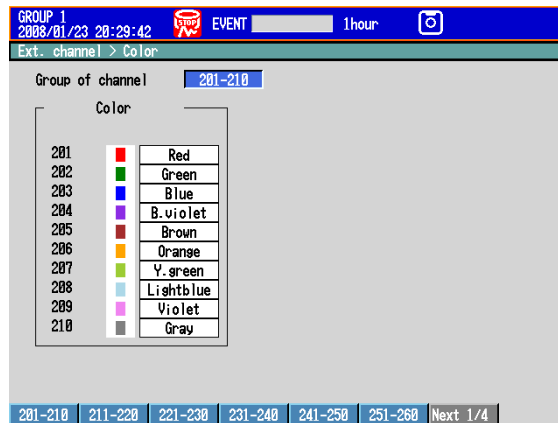 GROUP 1
2008/01/23 20:29:42 STOP EVENT 1hour
Ext. channel > Color
Group of channel 201-210
Color
201 Red
202 Green
203 Blue
204 B.violet
205 Brown
206 Orange
207 Y.green
208 Lightblue
209 Violet
210 Gray
201-210 211-220 221-230 231-240 241-250 251-260 Next 1/4